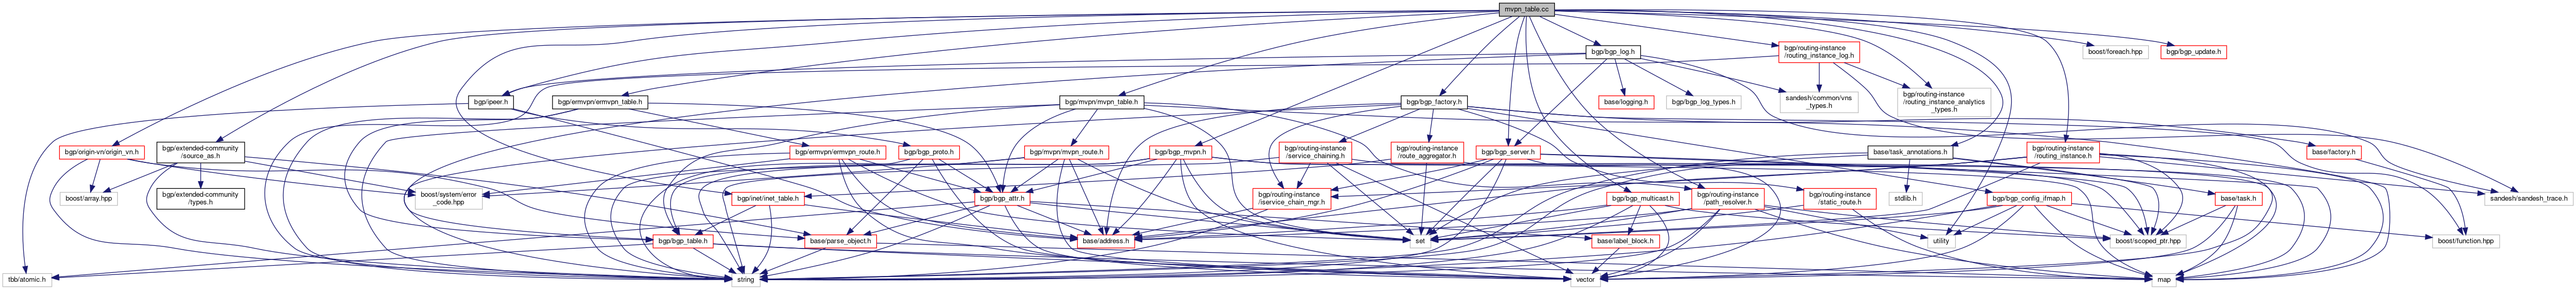 mvpn_table.cc
bgp/bgp_log.h
bgp/routing-instance
/routing_instance_log.h
boost/foreach.hpp
bgp/bgp_update.h
bgp/ipeer.h
bgp/ermvpn/ermvpn_table.h
bgp/mvpn/mvpn_table.h
bgp/bgp_factory.h
base/logging.h
bgp/bgp_log_types.h
sandesh/common/vns
_types.h
bgp/routing-instance
/routing_instance_analytics
_types.h
bgp/origin-vn/origin_vn.h
bgp/extended-community
/source_as.h
bgp/ermvpn/ermvpn_route.h
bgp/bgp_proto.h
bgp/mvpn/mvpn_route.h
bgp/bgp_mvpn.h
bgp/routing-instance
/service_chaining.h
bgp/routing-instance
/route_aggregator.h
bgp/bgp_server.h
base/task_annotations.h
bgp/routing-instance
/routing_instance.h
base/factory.h
boost/array.hpp
bgp/extended-community
/types.h
boost/system/error
_code.hpp
bgp/inet/inet_table.h
bgp/bgp_attr.h
bgp/routing-instance
/iservice_chain_mgr.h
bgp/bgp_multicast.h
bgp/routing-instance
/path_resolver.h
bgp/routing-instance
/static_route.h
stdlib.h
bgp/bgp_config_ifmap.h
base/task.h
sandesh/sandesh_trace.h
bgp/bgp_table.h
base/parse_object.h
base/address.h
set
base/label_block.h
utility
boost/scoped_ptr.hpp
boost/function.hpp
tbb/atomic.h
string
vector
map